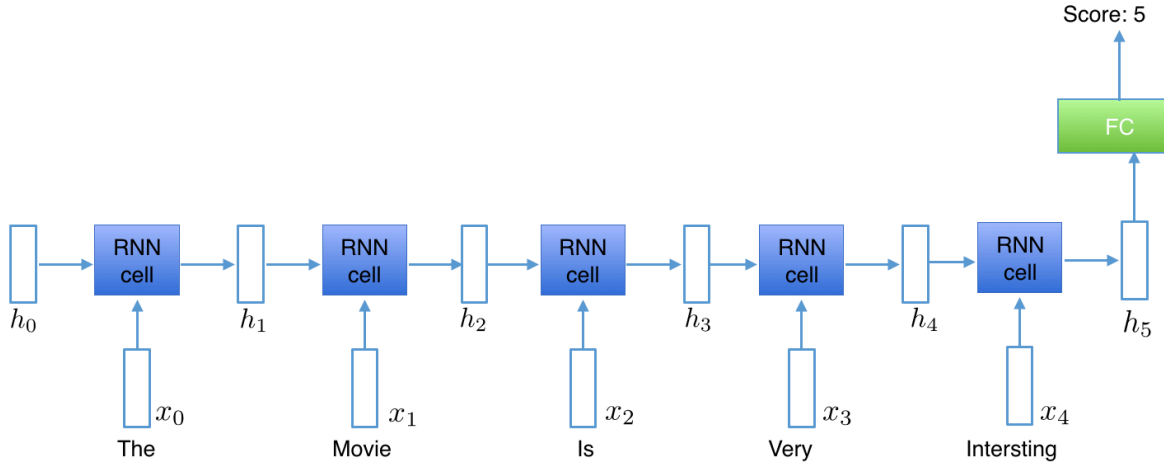 Score: 5
FC
RNN cell
RNN cell
RNN cell
RNN cell
RNN cell
h₀
h₁
h₂
h₃
h₄
h₅
x₀
x₁
x₂
x₃
x₄
The
Movie
Is
Very
Intersting